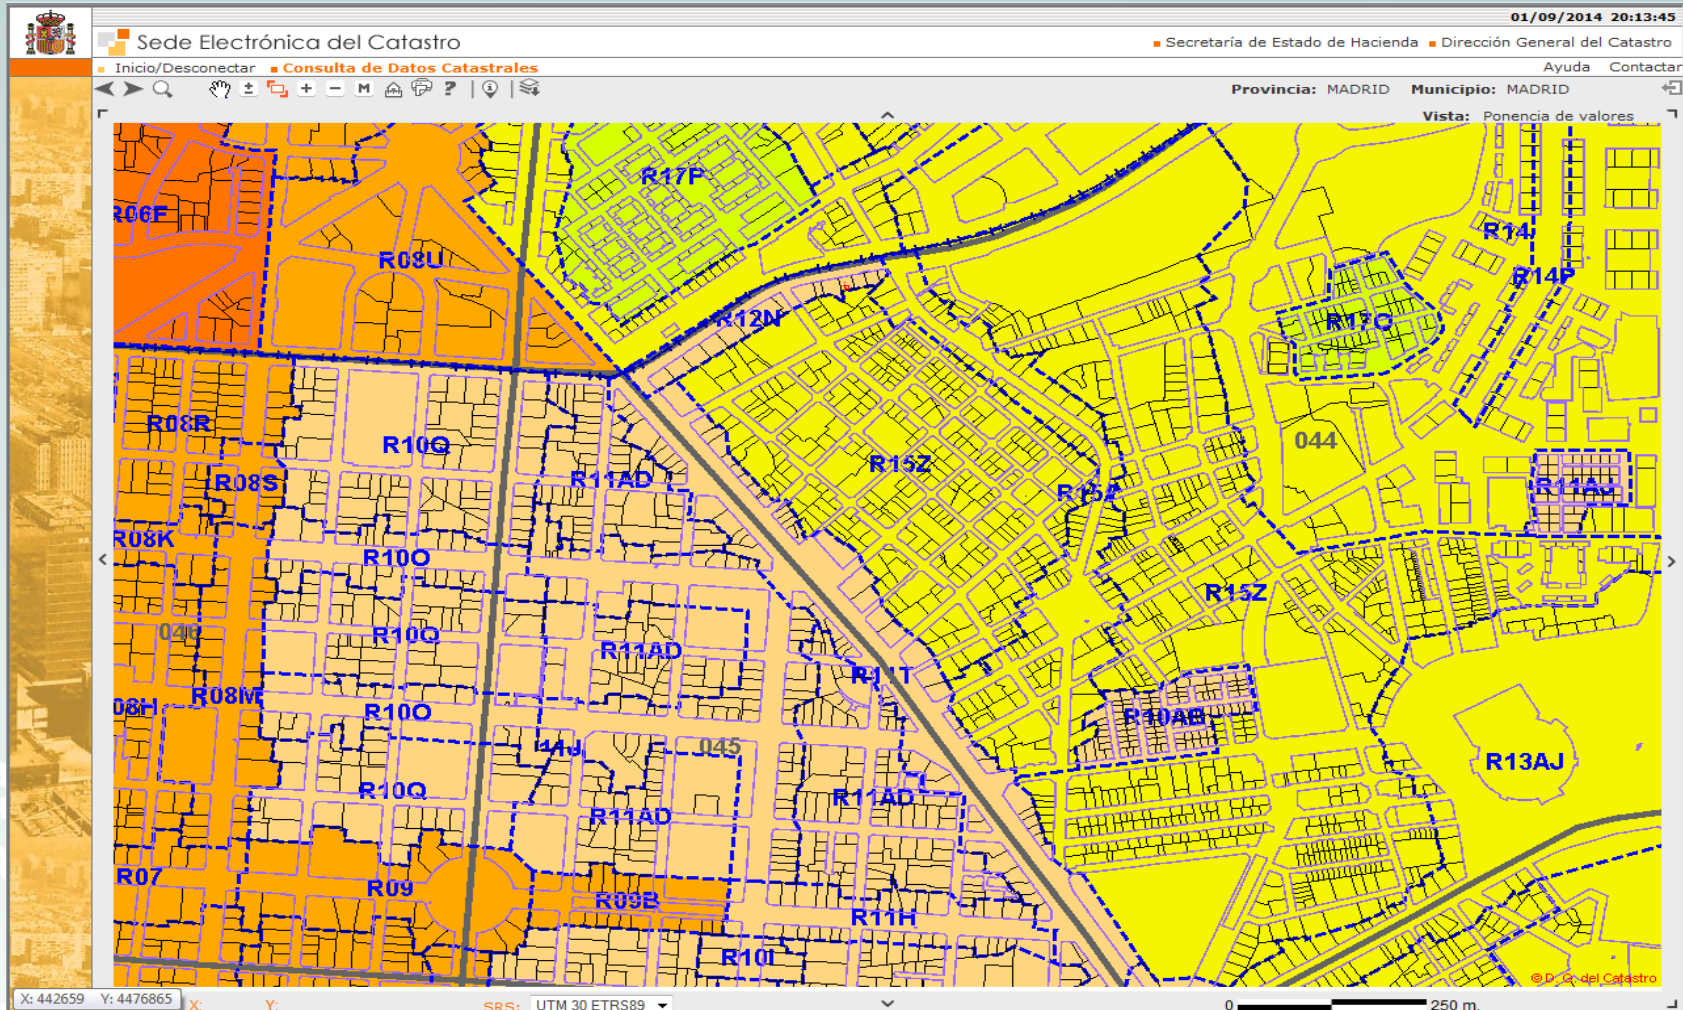 01/09/2014 20:13:45
Sede Electrónica del Catastro
Secretaría de Estado de Hacienda Dirección General del Catastro
Inicio/Desconectar Consulta de Datos Catastrales
Ayuda Contactar
± + − M ?
Provincia: MADRID Municipio: MADRID
Vista: Ponencia de valores
R17P
R06F
R14
R08U
R14P
R12N
R17C
R08R
R10Q
044
R15Z
R08S
R11AD
R15Z
R11AJ
R08K
R10O
R15Z
046
R10Q
R11AD
R11T
R08M
08H
R10O
R10AB
11J
045
R13AJ
R10Q
R11AD
R11AD
R07
R09
R09B
R11H
R10I
© D. G. del Catastro
X: 442659 Y: 4476865
X: Y:
SRS: UTM 30 ETRS89
0 250 m.